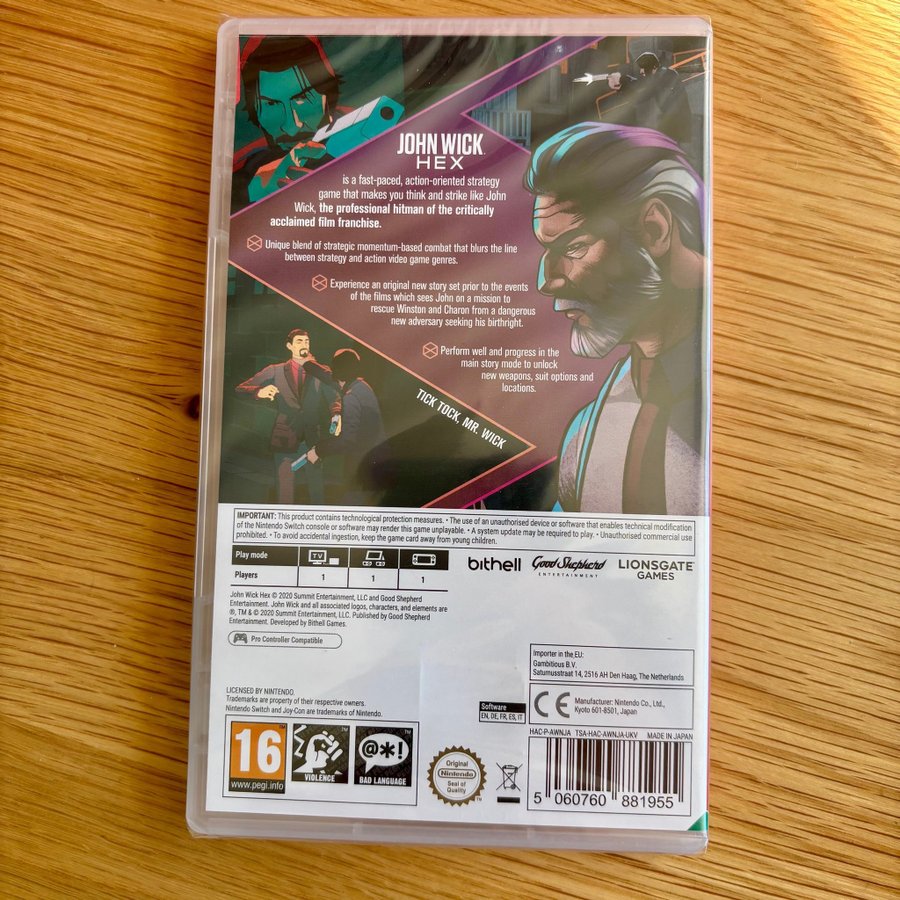 JOHN WICK
HEX
is a fast-paced, action-oriented strategy
game that makes you think and strike like John
Wick, the professional hitman of the critically
acclaimed film franchise.
Unique blend of strategic momentum-based combat that blurs the line
between strategy and action video game genres.
Experience an original new story set prior to the events
of the films which sees John on a mission to
rescue Winston and Charon from a dangerous
new adversary seeking his birthright.
Perform well and progress in the
main story mode to unlock
new weapons, suit options and
locations.
TICK TOCK, MR. WICK
IMPORTANT: This product contains technological protection measures. • The use of an unauthorised device or software that enables technical modification
of the Nintendo Switch console or software may render this game unplayable. • A system update may be required to play. • Unauthorised commercial use
prohibited. • To avoid accidental ingestion, keep the game card away from young children.
Play mode TV
Players 1 1 1
bithell Good Shepherd ENTERTAINMENT LIONSGATE GAMES
John Wick Hex © 2020 Summit Entertainment, LLC and Good Shepherd
Entertainment. John Wick and all associated logos, characters, and elements are
®, TM & © 2020 Summit Entertainment, LLC. Published by Good Shepherd
Entertainment. Developed by Bithell Games.
Pro Controller Compatible
Importer in the EU:
Gambitious B.V.
Saturnusstraat 14, 2516 AH Den Haag, The Netherlands
CE
Manufacturer: Nintendo Co., Ltd.,
Kyoto 601-8501, Japan
LICENSED BY NINTENDO.
Trademarks are property of their respective owners.
Nintendo Switch and Joy-Con are trademarks of Nintendo.
Software
EN, DE, FR, ES, IT
HAC-P-AWNJA TSA-HAC-AWNJA-UKV MADE IN JAPAN
16
www.pegi.info
VIOLENCE
@*!
BAD LANGUAGE
Original
Nintendo
Seal of
Quality
5 060760 881955